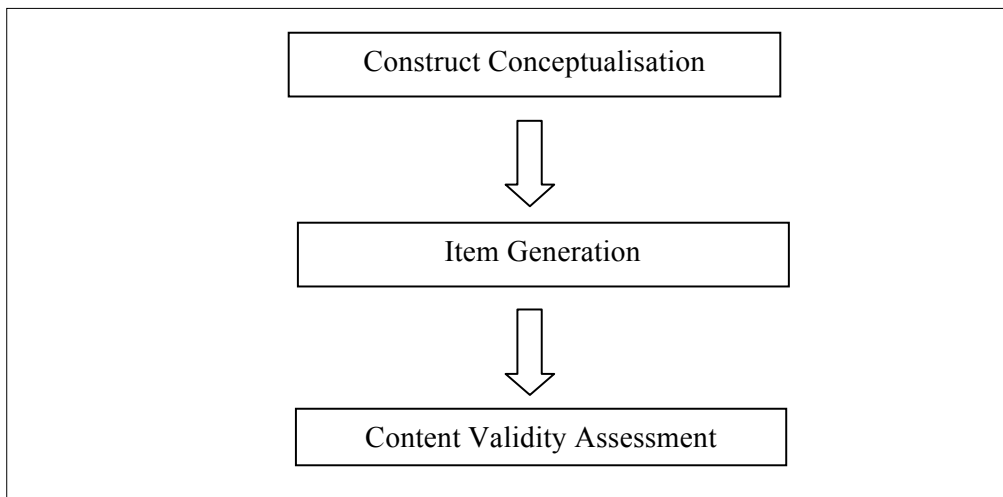 Construct Conceptualisation
Item Generation
Content Validity Assessment